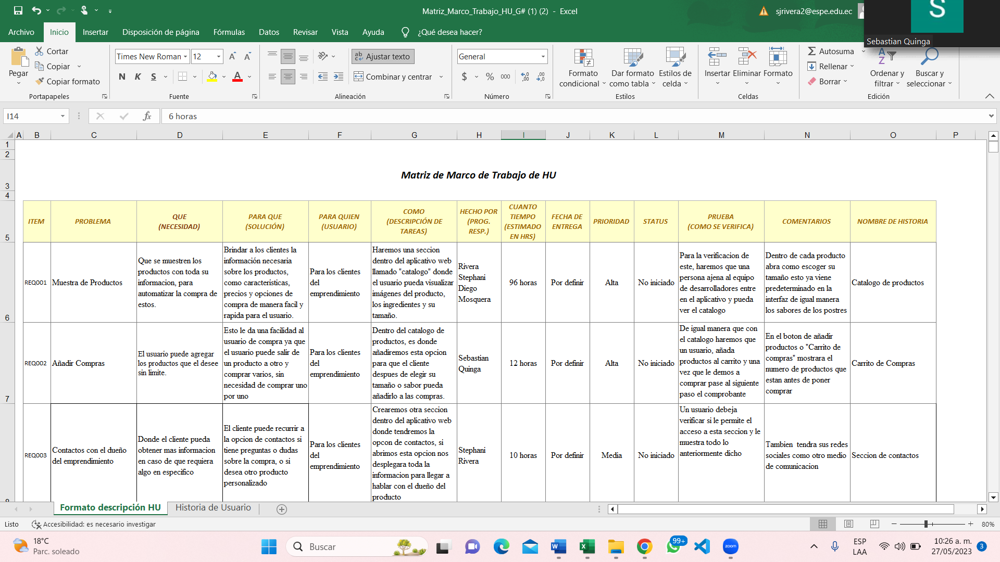 Matriz_Marco_Trabajo_HU_G# (1) (2) - Excel
sjrivera2@espe.edu.ec
S
Sebastian Quinga
Archivo Inicio Insertar Disposición de página Fórmulas Datos Revisar Vista Ayuda ¿Qué desea hacer?
Pegar
Cortar
Copiar
Copiar formato
Portapapeles
Times New Roman 12
N K S
Fuente
Ajustar texto
Combinar y centrar
Alineación
General
$ % 000
Número
Formato condicional
Dar formato como tabla
Estilos de celda
Estilos
Insertar Eliminar Formato
Celdas
Autosuma
Rellenar
Borrar
Ordenar y filtrar
Buscar y seleccionar
Edición
I14 fx 6 horas
A B C D E F G H I J K L M N O P
1
2
3
Matriz de Marco de Trabajo de HU
4
5
ITEM
PROBLEMA
QUE
(NECESIDAD)
PARA QUE
(SOLUCIÓN)
PARA QUIEN
(USUARIO)
COMO
(DESCRIPCIÓN DE
TAREAS)
HECHO POR
(PROG.
RESP.)
CUANTO
TIEMPO
(ESTIMADO
EN HRS)
FECHA DE
ENTREGA
PRIORIDAD
STATUS
PRUEBA
(COMO SE VERIFICA)
COMENTARIOS
NOMBRE DE HISTORIA
6
REQ001
Muestra de Productos
Que se muestren los
productos con toda su
informacion, para
automatizar la compra de
estos.
Brindar a los clientes la
información necesaria
sobre los productos,
como caracteristicas,
precios y opciones de
compra de manera facil y
rapida para el usuario.
Para los clientes
del
emprendimiento
Haremos una seccion
dentro del aplicativo web
llamado "catalogo" donde
el usuario pueda visualizar
imágenes del producto,
los ingredientes y su
tamaño.
Rivera
Stephani
Diego
Mosquera
96 horas
Por definir
Alta
No iniciado
Para la verificacion de
este, haremos que una
persona ajena al equipo
de desarrolladores entre
en el aplicativo y pueda
ver el catalogo
Dentro de cada producto
abra como escoger su
tamaño esto ya viene
predeterminado en la
interfaz de igual manera
los sabores de los postres
Catalogo de productos
7
REQ002
Añadir Compras
El usuario puede agregar
los productos que el desee
sin limite.
Esto le da una facilidad al
usuario de compra ya que
el usuario puede salir de
un producto a otro y
comprar varios, sin
necesidad de comprar uno
por uno
Para los clientes
del
emprendimiento
Dentro del catalogo de
productos, es donde
añadiremos esta opcion
para que el cliente
despues de elegir su
tamaño o sabor pueda
añadirlo a las compras.
Sebastian
Quinga
12 horas
Por definir
Alta
No iniciado
De igual manera que con
el catalogo haremos que
un usuario, añada
productos al carrito y una
vez que le demos a
comprar pase al siguiente
paso el comprobante
En el boton de añadir
productos o "Carrito de
compras" mostrara el
numero de productos que
estan antes de poner
comprar
Carrito de Compras
8
REQ003
Contactos con el dueño
del emprendimiento
Donde el cliente pueda
obtener mas informacion
en caso de que requiera
algo en especifico
El cliente puede recurrir a
la opcion de contactos si
tiene preguntas o dudas
sobre la compra, o si
desea otro producto
personalizado
Para los clientes
del
emprendimiento
Crearemos otra seccion
dentro del aplicativo web
donde tendremos la
opcon de contactos, si
abrimos esta opcion nos
desplegara toda la
informacion para llegar a
hablar con el dueño del
producto
Stephani
Rivera
10 horas
Por definir
Media
No iniciado
Un usuario debeja
verificar si le permite el
acceso a esta seccion y le
muestra todo lo
anteriormente dicho
Tambien tendra sus redes
sociales como otro medio
de comunicacion
Seccion de contactos
Formato descripción HU Historia de Usuario
Listo Accesibilidad: es necesario investigar 80%
18°C
Parc. soleado
Buscar
99+
zoom
ESP
LAA
10:26 a. m.
27/05/2023
3